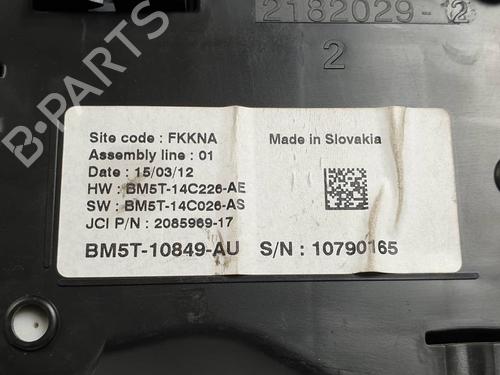 2182029-2
2
Site code : FKKNA
Made in Slovakia
Assembly line : 01
Date : 15/03/12
HW : BM5T-14C226-AE
SW : BM5T-14C026-AS
JCI P/N : 2085969-17
BM5T-10849-AU S/N : 10790165
B-PARTS